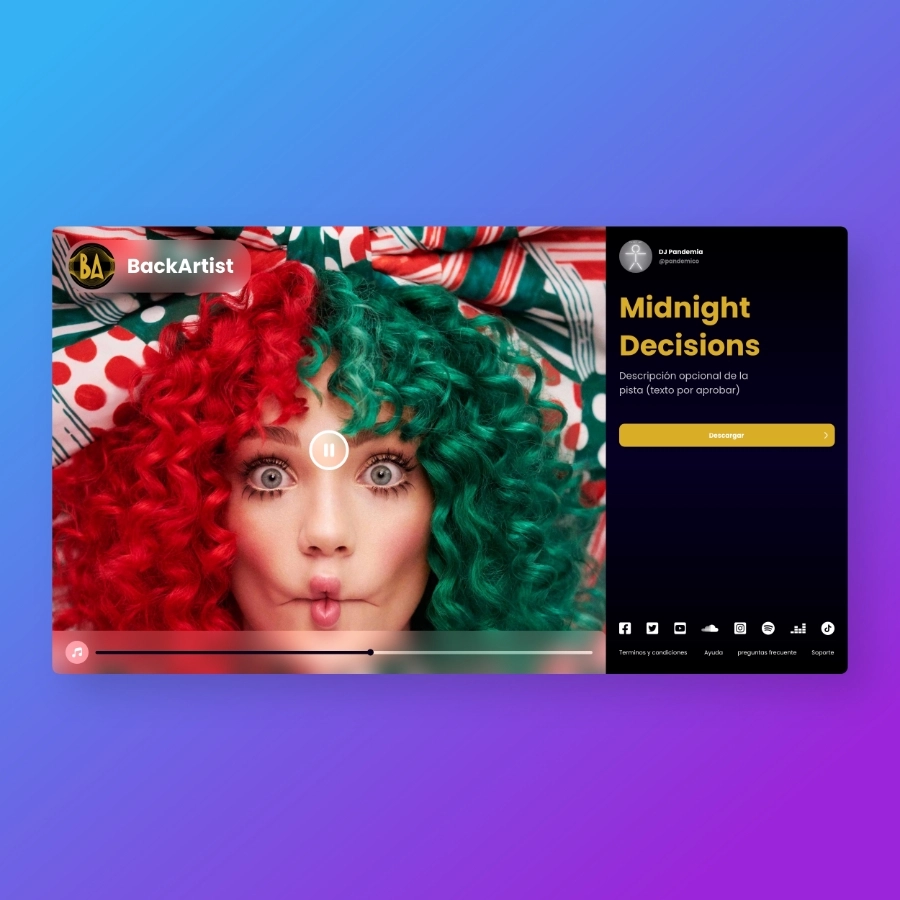 BA
BackArtist
DJ Pandemia
@pandemica
Midnight
Decisions
Descripción opcional de la
pista (texto por aprobar)
Descargar
Terminos y condiciones
Ayuda
preguntas frecuente
Soporte